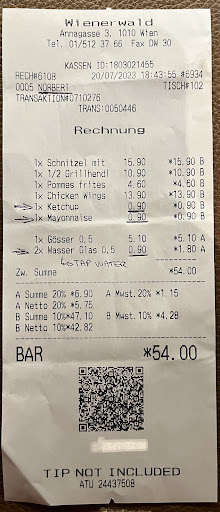 Wienerwald
Annagasse 3, 1010 Wien
Tel. 01/512 37 66 Fax DW 30
KASSEN ID:1803021455
RECH#6108 20/07/2023 18:43:55 #6934
0005 NORBERT TISCH#102
TRANSAKTION#0710276
TRANS:0050446
Rechnung
1x Schnitzel mit 15.90 *15.90 B
1x 1/2 Grillhendl 10.90 *10.90 B
1x Pommes frites 4.60 *4.60 B
1x Chicken Wings 13.90 *13.90 B
1x Ketchup 0.90 *0.90 B
1x Mayonnaise 0.90 *0.90 B
1x Gösser 0,5 5.10 *5.10 A
2x Wasser Glas 0,5 0.90 *1.80 A
TAP WATER
Zw. Summe *54.00
A Summe 20% *6.90 A Mwst.20% *1.15
A Netto 20% *5.75
B Summe 10%*47.10 B Mwst.10% *4.28
B Netto 10%*42.82
BAR *54.00
TIP NOT INCLUDED
ATU 24437508